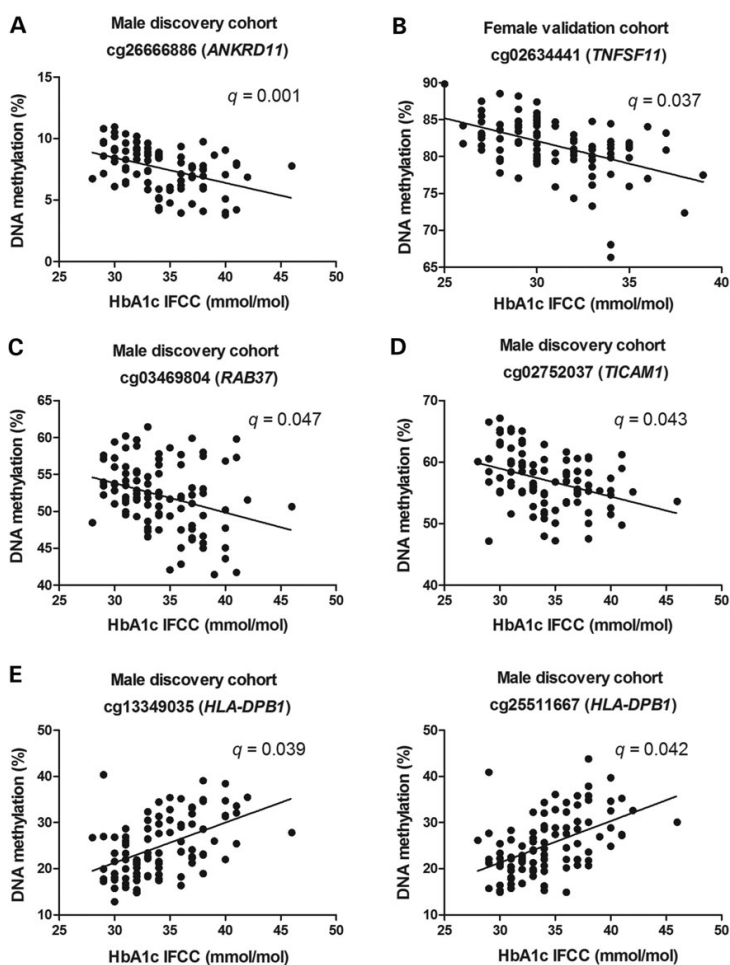 A
Male discovery cohort
cg26666886 (ANKRD11)
q = 0.001
DNA methylation (%)
15
10
5
0
25 30 35 40 45 50
HbA1c IFCC (mmol/mol)
B
Female validation cohort
cg02634441 (TNFSF11)
q = 0.037
DNA methylation (%)
90
85
80
75
70
65
25 30 35 40
HbA1c IFCC (mmol/mol)
C
Male discovery cohort
cg03469804 (RAB37)
q = 0.047
DNA methylation (%)
65
60
55
50
45
40
25 30 35 40 45 50
HbA1c IFCC (mmol/mol)
D
Male discovery cohort
cg02752037 (TICAM1)
q = 0.043
DNA methylation (%)
70
60
50
40
25 30 35 40 45 50
HbA1c IFCC (mmol/mol)
E
Male discovery cohort
cg13349035 (HLA-DPB1)
q = 0.039
DNA methylation (%)
50
40
30
20
10
25 30 35 40 45 50
HbA1c IFCC (mmol/mol)
Male discovery cohort
cg25511667 (HLA-DPB1)
q = 0.042
DNA methylation (%)
50
40
30
20
10
25 30 35 40 45 50
HbA1c IFCC (mmol/mol)